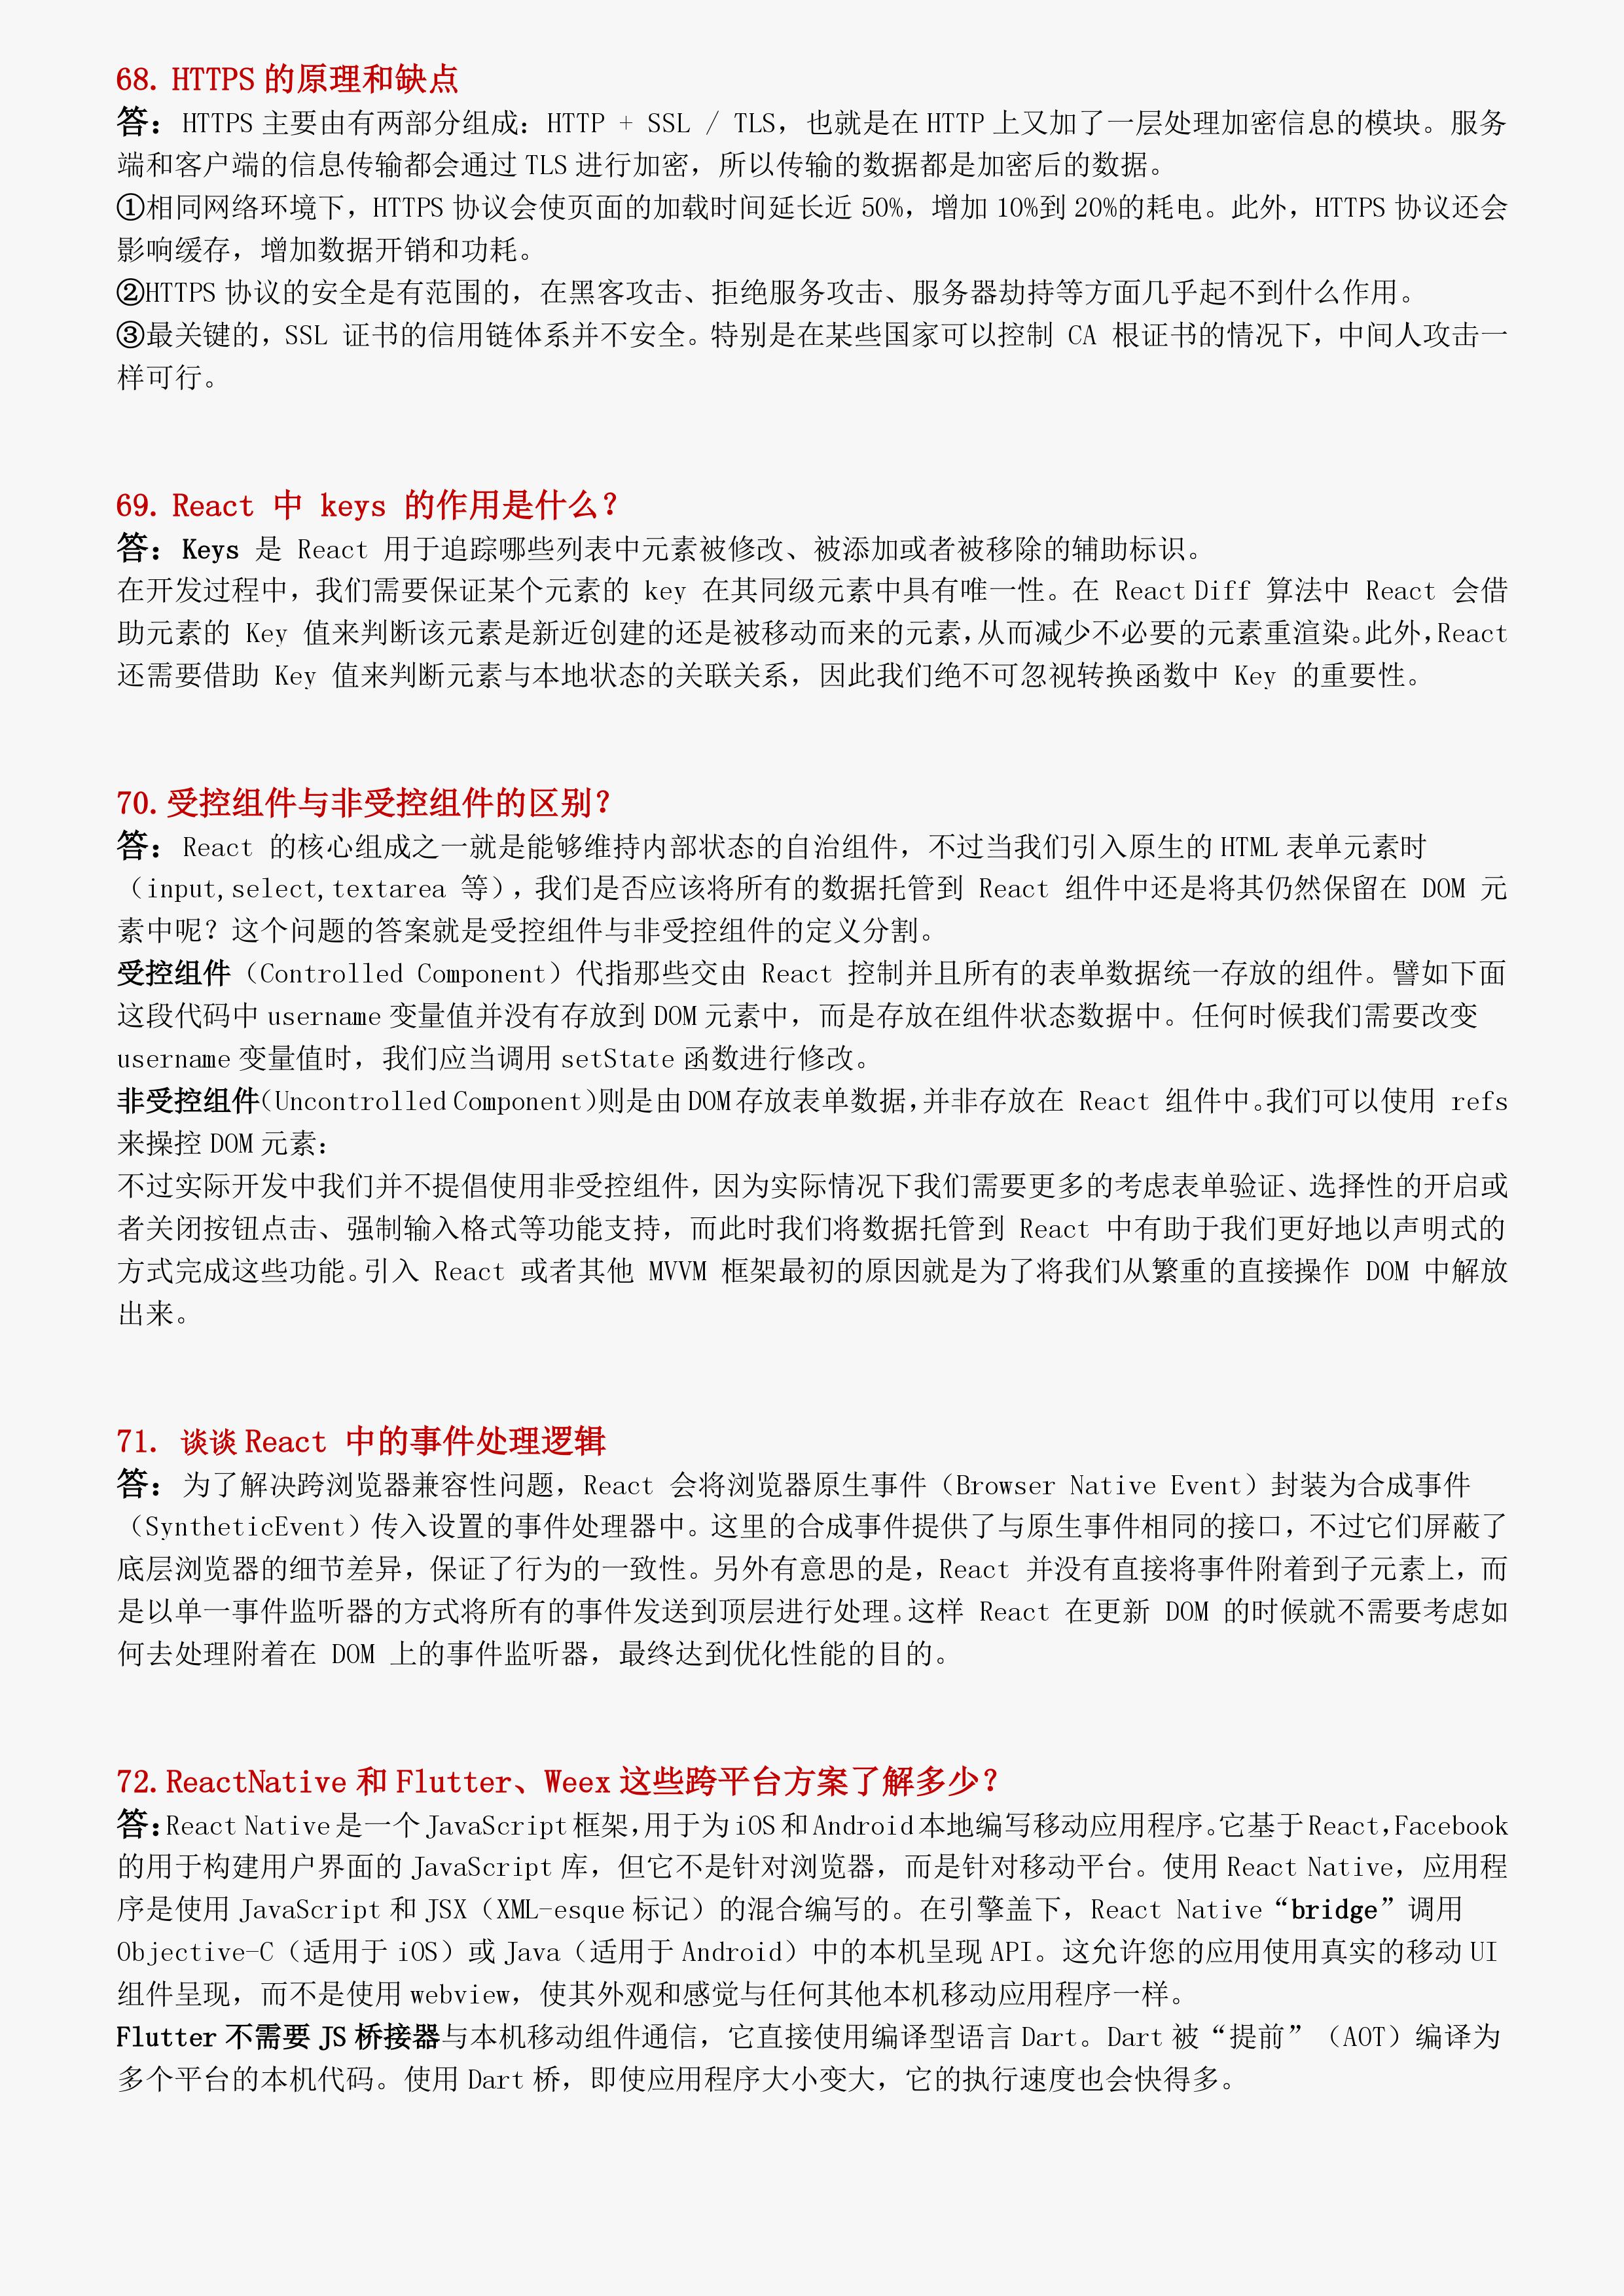 68. HTTPS 的原理和缺点
答：HTTPS 主要由有两部分组成：HTTP + SSL / TLS，也就是在 HTTP 上又加了一层处理加密信息的模块。服务
端和客户端的信息传输都会通过 TLS 进行加密，所以传输的数据都是加密后的数据。
①相同网络环境下，HTTPS 协议会使页面的加载时间延长近 50%，增加 10%到 20%的耗电。此外，HTTPS 协议还会
影响缓存，增加数据开销和功耗。
②HTTPS 协议的安全是有范围的，在黑客攻击、拒绝服务攻击、服务器劫持等方面几乎起不到什么作用。
③最关键的，SSL 证书的信用链体系并不安全。特别是在某些国家可以控制 CA 根证书的情况下，中间人攻击一
样可行。
69. React 中 keys 的作用是什么？
答：Keys 是 React 用于追踪哪些列表中元素被修改、被添加或者被移除的辅助标识。
在开发过程中，我们需要保证某个元素的 key 在其同级元素中具有唯一性。在 React Diff 算法中 React 会借
助元素的 Key 值来判断该元素是新近创建的还是被移动而来的元素，从而减少不必要的元素重渲染。此外，React
还需要借助 Key 值来判断元素与本地状态的关联关系，因此我们绝不可忽视转换函数中 Key 的重要性。
70. 受控组件与非受控组件的区别？
答：React 的核心组成之一就是能够维持内部状态的自治组件，不过当我们引入原生的 HTML 表单元素时
（input,select,textarea 等），我们是否应该将所有的数据托管到 React 组件中还是将其仍然保留在 DOM 元
素中呢？这个问题的答案就是受控组件与非受控组件的定义分割。
受控组件（Controlled Component）代指那些交由 React 控制并且所有的表单数据统一存放的组件。譬如下面
这段代码中 username 变量值并没有存放到 DOM 元素中，而是存放在组件状态数据中。任何时候我们需要改变
username 变量值时，我们应当调用 setState 函数进行修改。
非受控组件（Uncontrolled Component）则是由 DOM 存放表单数据，并非存放在 React 组件中。我们可以使用 refs
来操控 DOM 元素：
不过实际开发中我们并不提倡使用非受控组件，因为实际情况下我们需要更多的考虑表单验证、选择性的开启或
者关闭按钮点击、强制输入格式等功能支持，而此时我们将数据托管到 React 中有助于我们更好地以声明式的
方式完成这些功能。引入 React 或者其他 MVVM 框架最初的原因就是为了将我们从繁重的直接操作 DOM 中解放
出来。
71. 谈谈 React 中的事件处理逻辑
答：为了解决跨浏览器兼容性问题，React 会将浏览器原生事件（Browser Native Event）封装为合成事件
（SyntheticEvent）传入设置的事件处理器中。这里的合成事件提供了与原生事件相同的接口，不过它们屏蔽了
底层浏览器的细节差异，保证了行为的一致性。另外有意思的是，React 并没有直接将事件附着到子元素上，而
是以单一事件监听器的方式将所有的事件发送到顶层进行处理。这样 React 在更新 DOM 的时候就不需要考虑如
何去处理附着在 DOM 上的事件监听器，最终达到优化性能的目的。
72. ReactNative 和 Flutter、Weex 这些跨平台方案了解多少？
答：React Native 是一个 JavaScript 框架，用于为 iOS 和 Android 本地编写移动应用程序。它基于 React，Facebook
的用于构建用户界面的 JavaScript 库，但它不是针对浏览器，而是针对移动平台。使用 React Native，应用程
序是使用 JavaScript 和 JSX（XML-esque 标记）的混合编写的。在引擎盖下，React Native“bridge”调用
Objective-C（适用于 iOS）或 Java（适用于 Android）中的本机呈现 API。这允许您的应用使用真实的移动 UI
组件呈现，而不是使用 webview，使其外观和感觉与任何其他本机移动应用程序一样。
Flutter 不需要 JS 桥接器与本机移动组件通信，它直接使用编译型语言 Dart。Dart 被“提前”（AOT）编译为
多个平台的本机代码。使用 Dart 桥，即使应用程序大小变大，它的执行速度也会快得多。